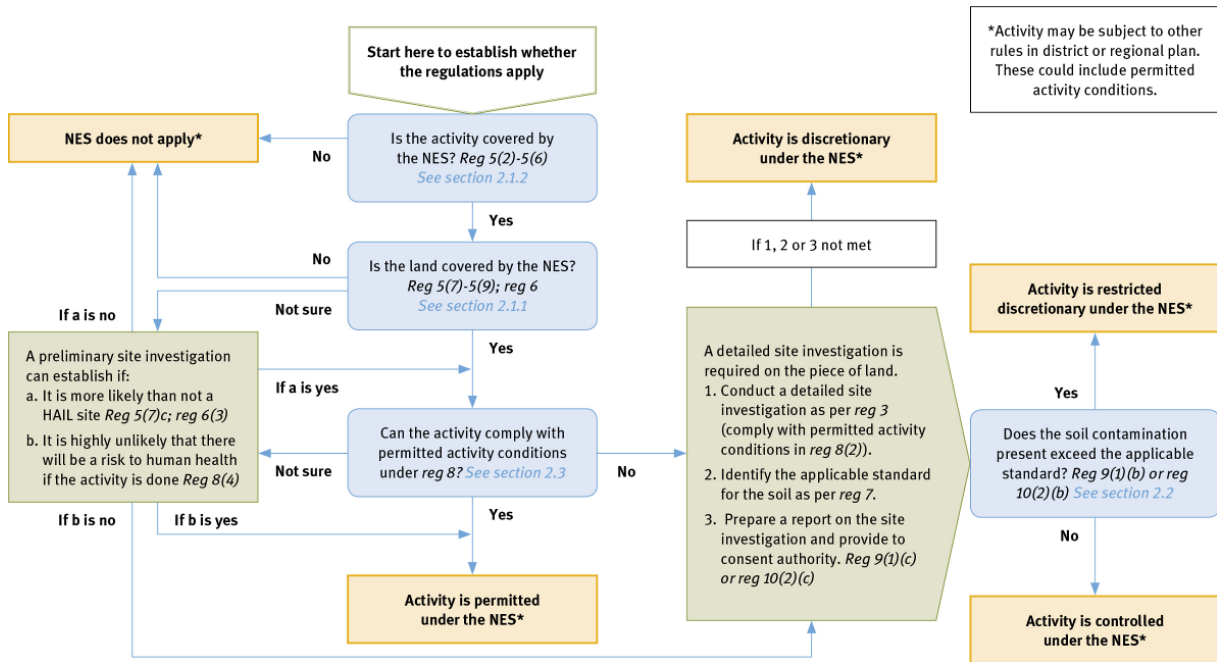 Start here to establish whether
the regulations apply
*Activity may be subject to other
rules in district or regional plan.
These could include permitted
activity conditions.
NES does not apply*
No
Is the activity covered by
the NES? Reg 5(2)-5(6)
See section 2.1.2
Activity is discretionary
under the NES*
Yes
If 1, 2 or 3 not met
No
Is the land covered by the NES?
Reg 5(7)-5(9); reg 6
See section 2.1.1
Not sure
Activity is restricted
discretionary under the NES*
If a is no
Yes
A preliminary site investigation
can establish if:
a. It is more likely than not a
HAIL site Reg 5(7)c; reg 6(3)
b. It is highly unlikely that there
will be a risk to human health
if the activity is done Reg 8(4)
If a is yes
Can the activity comply with
permitted activity conditions
under reg 8? See section 2.3
Not sure
No
A detailed site investigation is
required on the piece of land.
1. Conduct a detailed site
investigation as per reg 3
(comply with permitted activity
conditions in reg 8(2)).
2. Identify the applicable standard
for the soil as per reg 7.
3. Prepare a report on the site
investigation and provide to
consent authority. Reg 9(1)(c)
or reg 10(2)(c)
Yes
Does the soil contamination
present exceed the applicable
standard? Reg 9(1)(b) or reg
10(2)(b) See section 2.2
If b is no
If b is yes
Yes
No
Activity is permitted
under the NES*
Activity is controlled
under the NES*